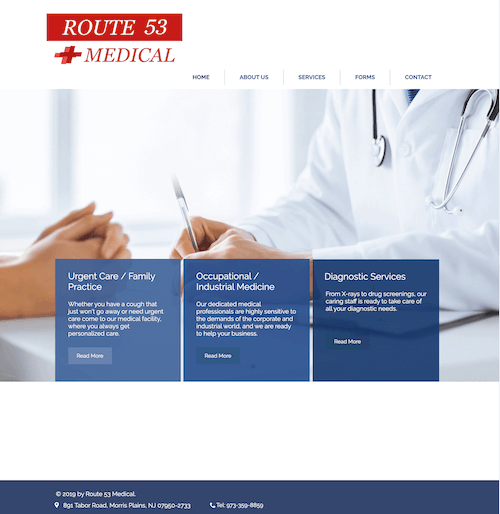 ROUTE 53
MEDICAL
HOME ABOUT US SERVICES FORMS CONTACT
Urgent Care / Family
Practice
Whether you have a cough that
just won't go away or need urgent
care come to our medical facility,
where you always get
personalized care.
Read More
Occupational /
Industrial Medicine
Our dedicated medical
professionals are highly sensitive to
the demands of the corporate and
industrial world, and we are ready
to help your business.
Read More
Diagnostic Services
From X-rays to drug screenings, our
caring staff is ready to take care of
all your diagnostic needs.
Read More
© 2019 by Route 53 Medical.
891 Tabor Road, Morris Plains, NJ 07950-2733 Tel: 973-359-8859